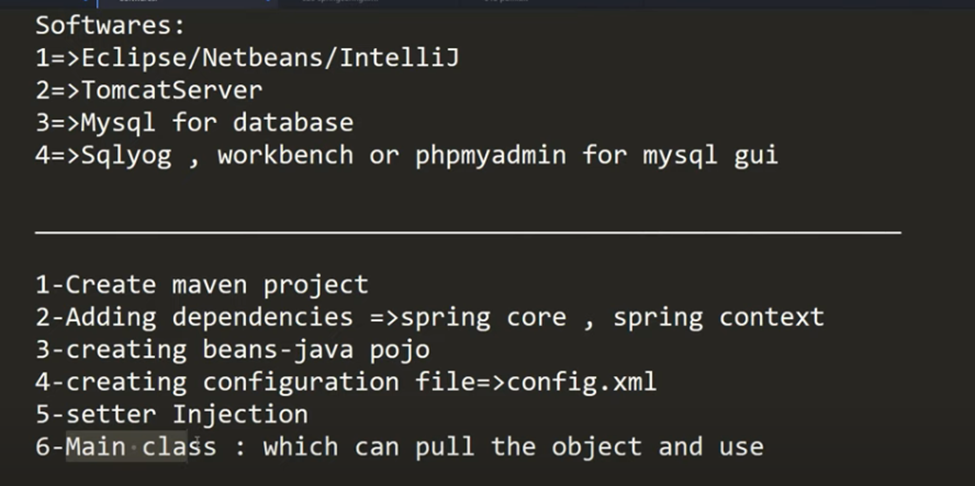 Softwares:
1=>Eclipse/Netbeans/IntelliJ
2=>TomcatServer
3=>Mysql for database
4=>Sqlyog , workbench or phpmyadmin for mysql gui
1-Create maven project
2-Adding dependencies =>spring core , spring context
3-creating beans-java pojo
4-creating configuration file=>config.xml
5-setter Injection
6-Main class : which can pull the object and use